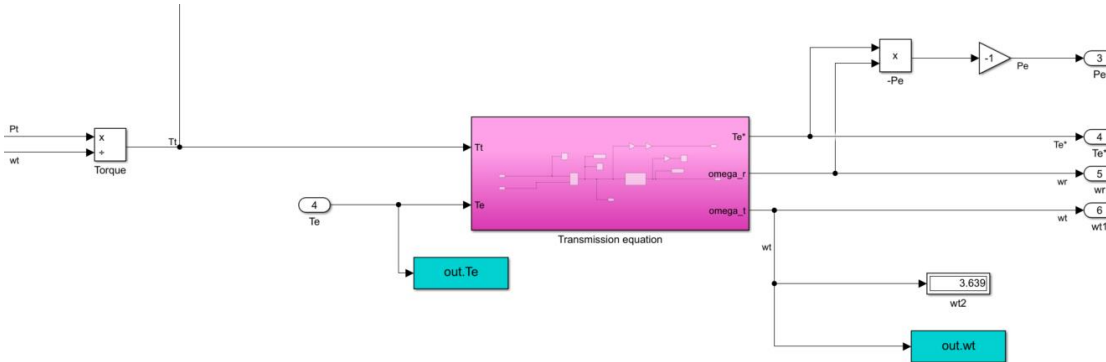 Pt
wt
x
÷
Torque
Tt
4
Te
out.Te
Tt
Te
Te*
omega_r
omega_t
Transmission equation
x
-Pe
-1
Pe
3
Pe
Te*
4
Te*
wr
5
wr
wt
6
wt1
wt
3.639
wt2
out.wt